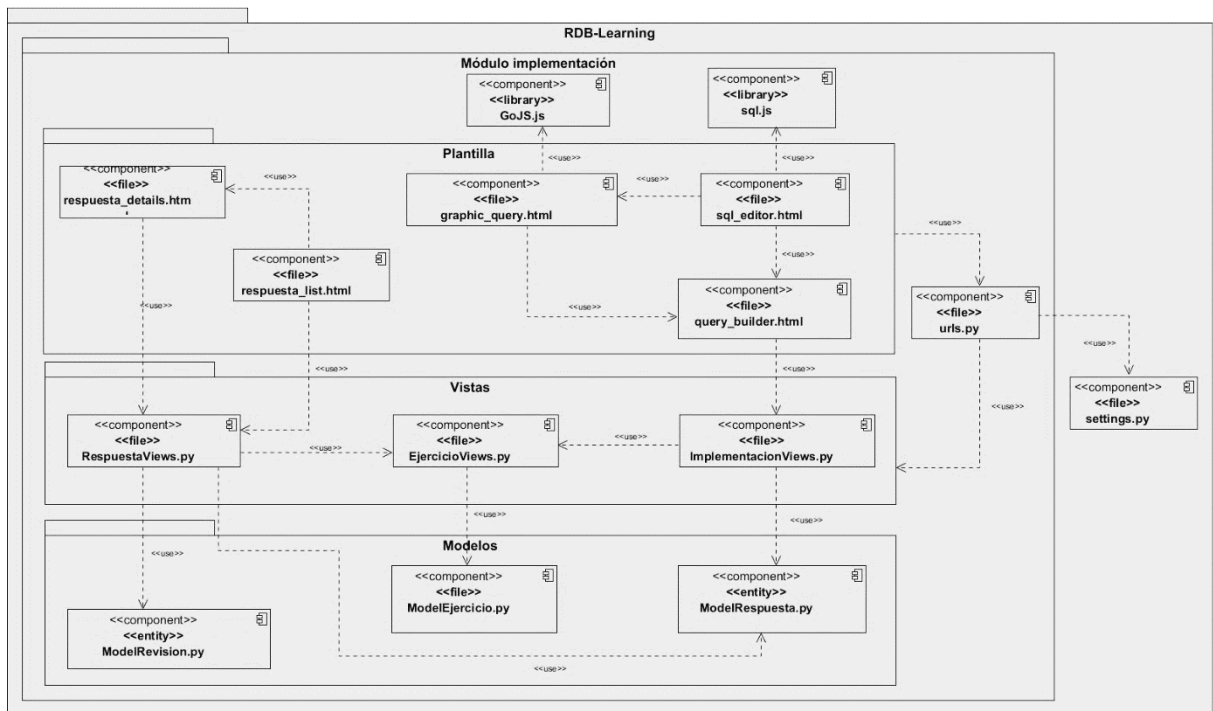 RDB-Learning
Módulo implementación
<<component>>
<<library>>
GoJS.js
<<component>>
<<library>>
sql.js
<<use>>
<<use>>
Plantilla
<<component>>
<<file>>
respuesta_details.htm
<<use>>
<<component>>
<<file>>
graphic_query.html
<<use>>
<<component>>
<<file>>
sql_editor.html
<<use>>
<<use>>
<<component>>
<<file>>
respuesta_list.html
<<component>>
<<file>>
query_builder.html
<<use>>
<<use>>
<<component>>
<<file>>
urls.py
<<use>>
<<use>>
<<use>>
<<component>>
<<file>>
settings.py
<<use>>
Vistas
<<component>>
<<file>>
RespuestaViews.py
<<use>>
<<component>>
<<file>>
EjercicioViews.py
<<use>>
<<component>>
<<file>>
ImplementacionViews.py
<<use>>
<<use>>
<<use>>
Modelos
<<component>>
<<entity>>
ModelRevision.py
<<component>>
<<file>>
ModelEjercicio.py
<<component>>
<<entity>>
ModelRespuesta.py
<<use>>